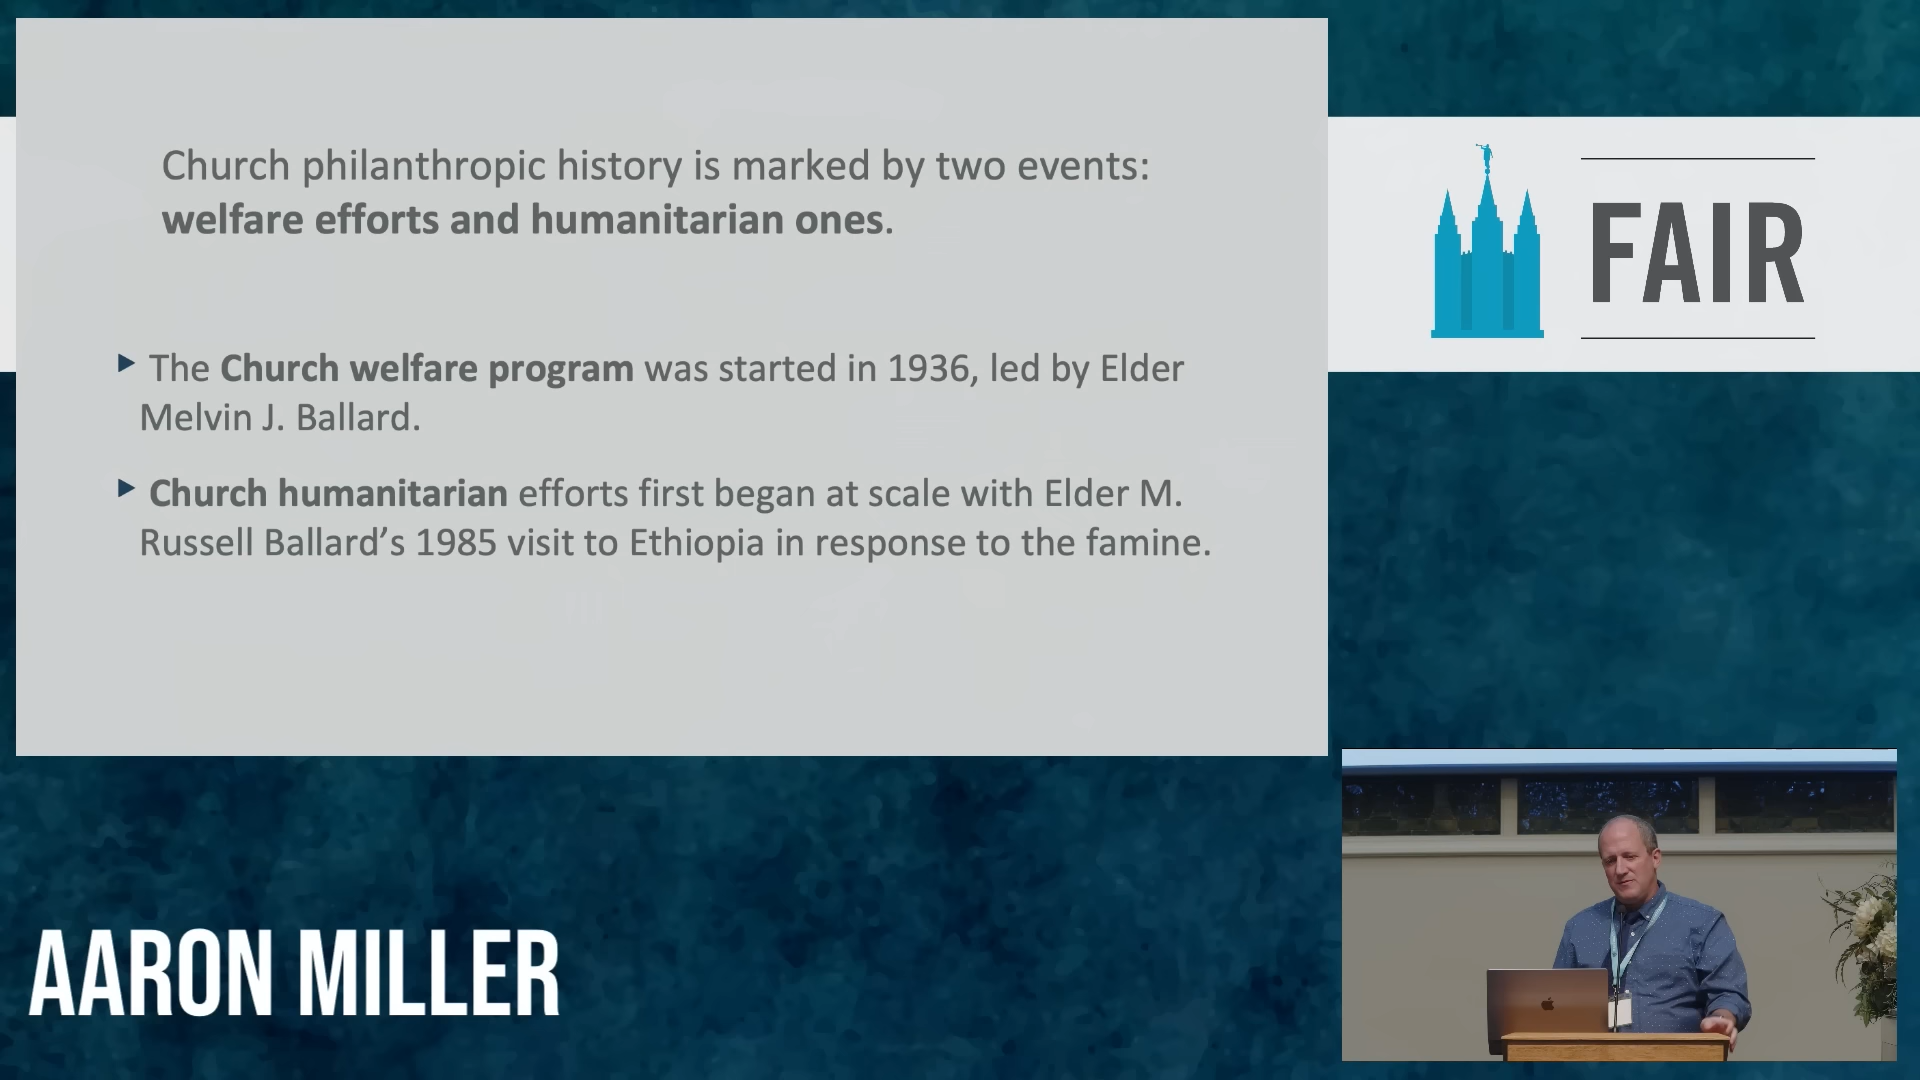 Church philanthropic history is marked by two events:
welfare efforts and humanitarian ones.
The Church welfare program was started in 1936, led by Elder
Melvin J. Ballard.
Church humanitarian efforts first began at scale with Elder M.
Russell Ballard’s 1985 visit to Ethiopia in response to the famine.
FAIR
AARON MILLER